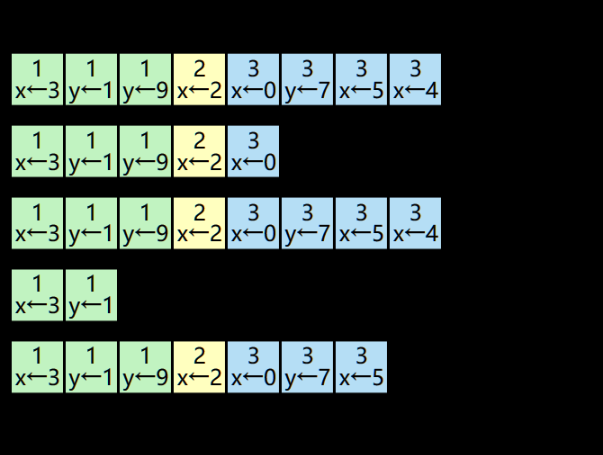 1 1 1 2 3 3 3 3
x←3 y←1 y←9 x←2 x←0 y←7 x←5 x←4
1 1 1 2 3
x←3 y←1 y←9 x←2 x←0
1 1 1 2 3 3 3 3
x←3 y←1 y←9 x←2 x←0 y←7 x←5 x←4
1 1
x←3 y←1
1 1 1 2 3 3 3
x←3 y←1 y←9 x←2 x←0 y←7 x←5